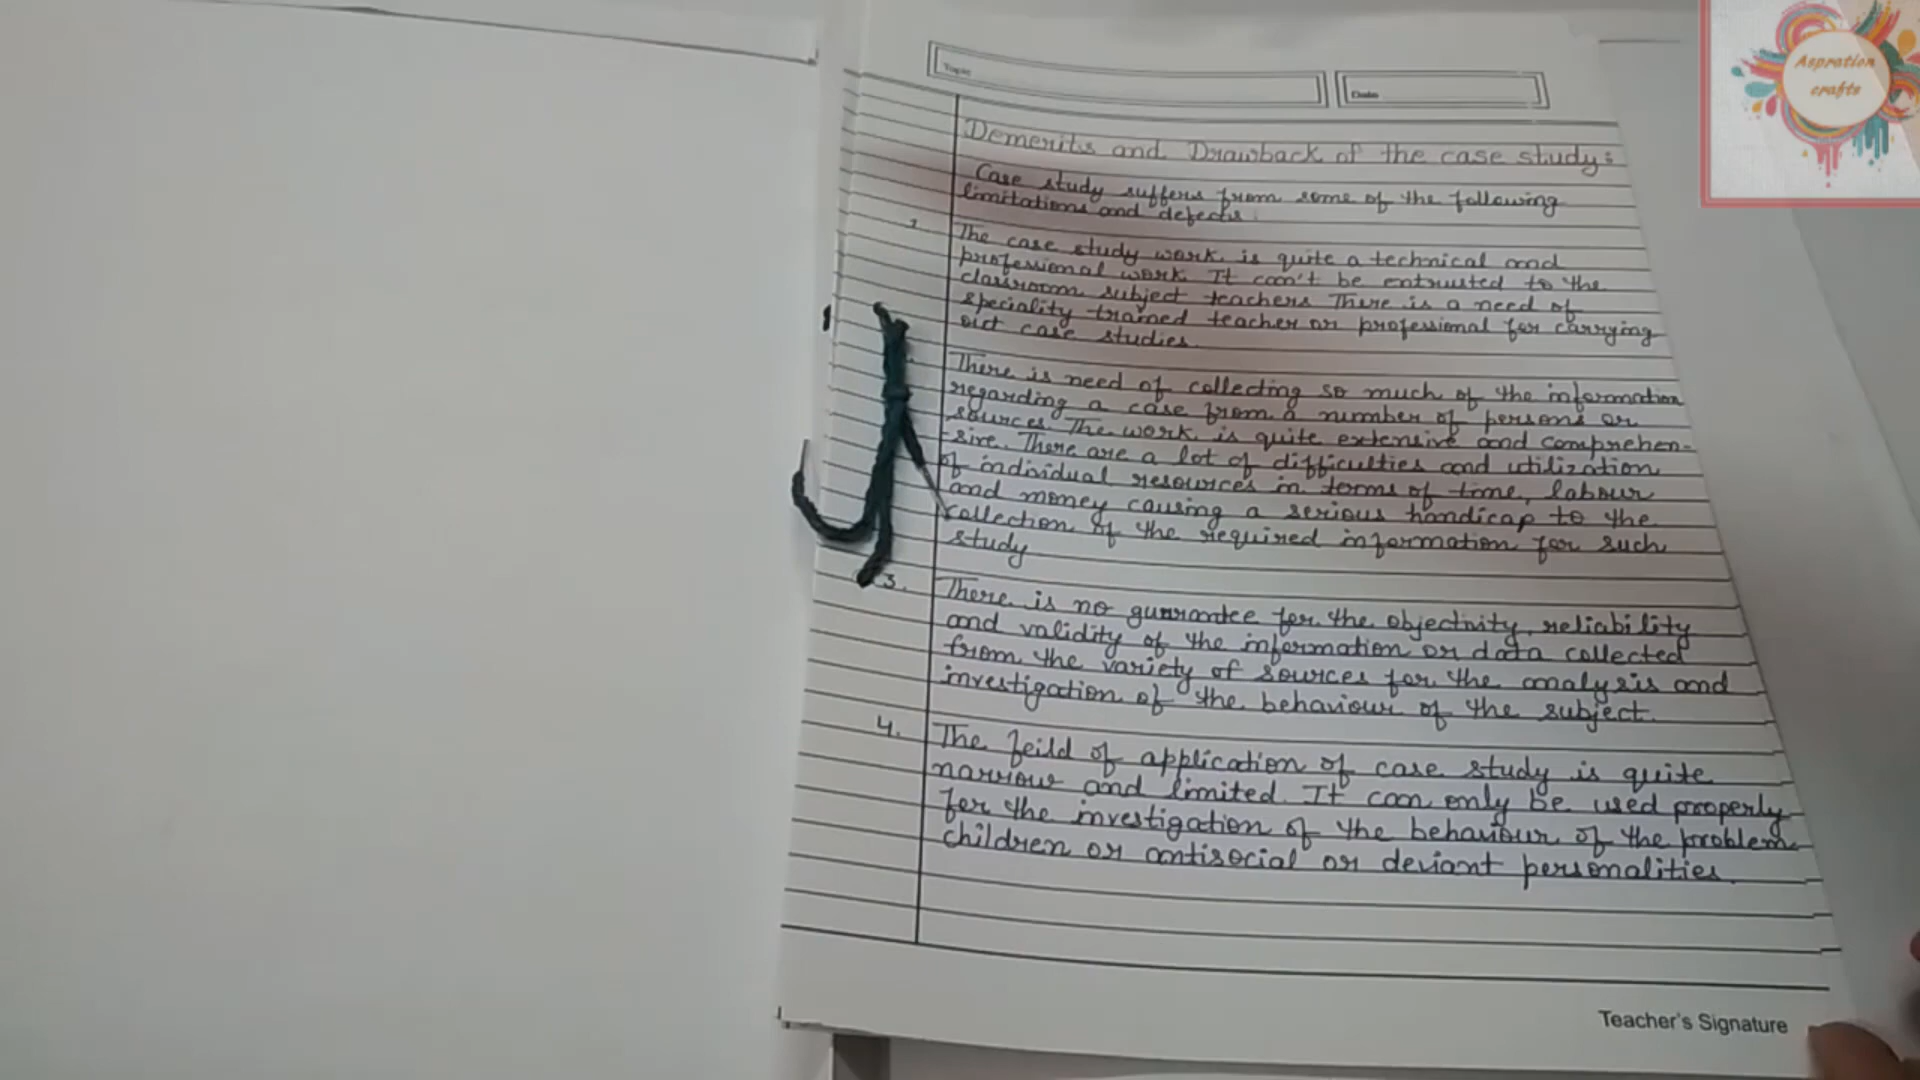 Topic
Date
Aspration
crafts
Demerits and Drawback of the case study:
Case study suffers from some of the following
limitations and defects.
1.
The case study work is quite a technical and
professional work. It can't be entrusted to the
classroom subject teachers There is a need of
speciality trained teacher or professional for carrying
out case studies.
There is need of collecting so much of the information
regarding a case from a number of persons or
sources. The work is quite extensive and comprehen-
-sive. There are a lot of difficulties and utilization
of individual resources in terms of time, labour
and money causing a serious handicap to the
collection of the required information for such
study
3. There is no gurrantee for the objectivity, reliability
and validity of the information or data collected
from the variety of sources for the analysis and
investigation of the behaviour of the subject.
4. The feild of application of case study is quite
narrow and limited. It can only be used properly
for the investigation of the behaviour of the problem
children or antisocial or deviant personalities.
Teacher's Signature